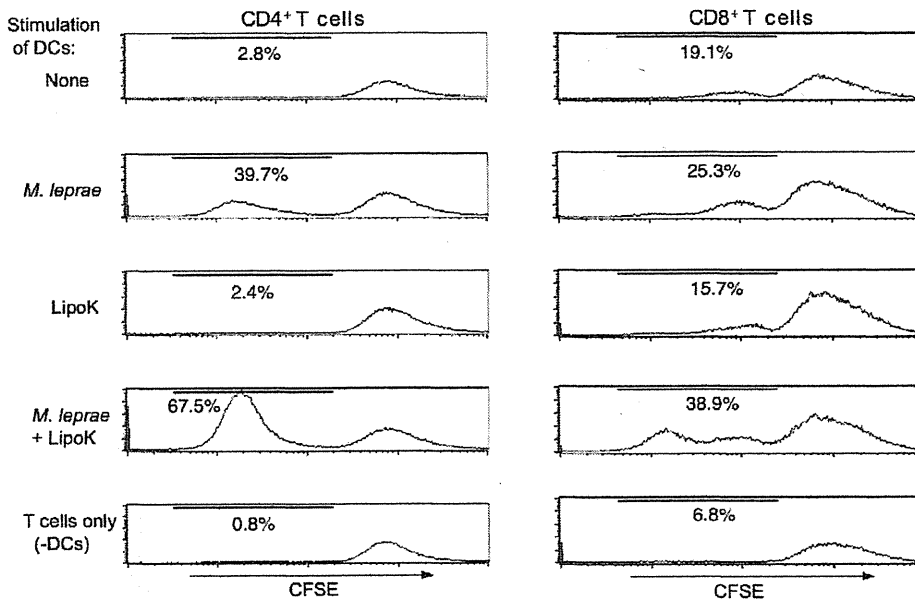 Stimulation of DCs:
CD4+ T cells
CD8+ T cells
None
2.8%
19.1%
M. leprae
39.7%
25.3%
LipoK
2.4%
15.7%
M. leprae + LipoK
67.5%
38.9%
T cells only (-DCs)
0.8%
6.8%
CFSE
CFSE